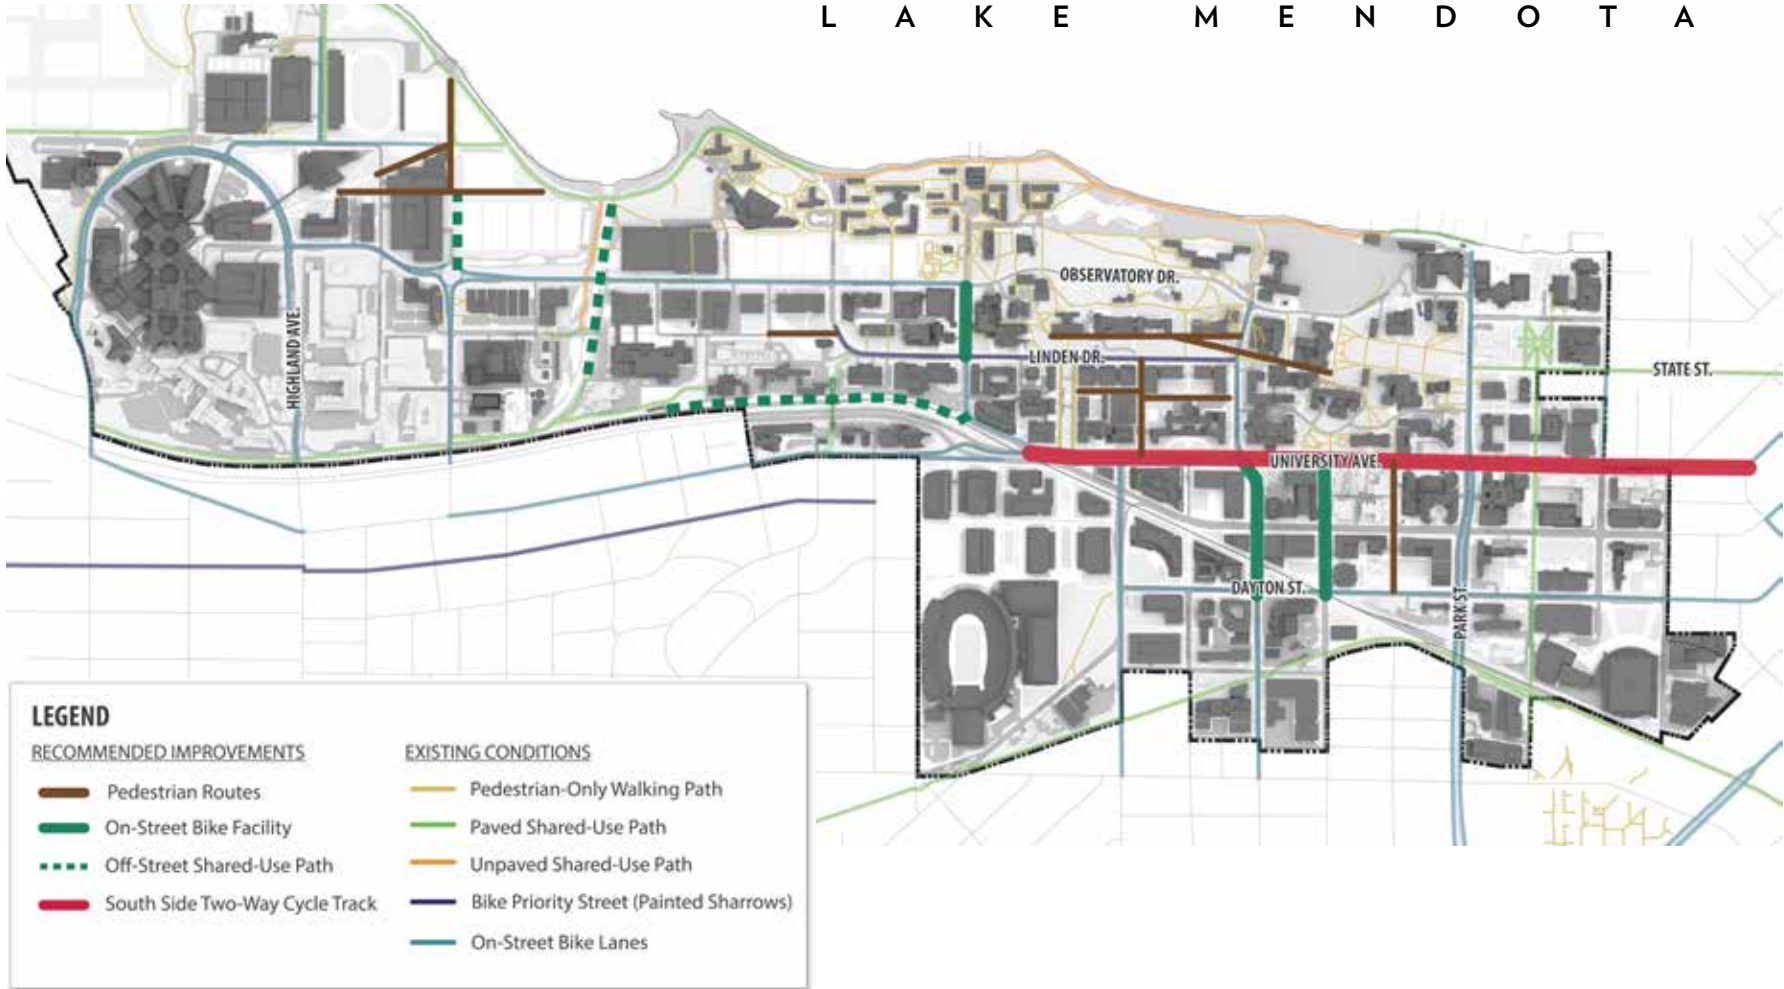 LAKE MENDOTA
OBSERVATORY DR.
HIGHLAND AVE.
LINDEN DR.
STATE ST.
UNIVERSITY AVE.
DAYTON ST.
PARK ST.
LEGEND
RECOMMENDED IMPROVEMENTS
Pedestrian Routes
On-Street Bike Facility
Off-Street Shared-Use Path
South Side Two-Way Cycle Track
EXISTING CONDITIONS
Pedestrian-Only Walking Path
Paved Shared-Use Path
Unpaved Shared-Use Path
Bike Priority Street (Painted Sharrows)
On-Street Bike Lanes